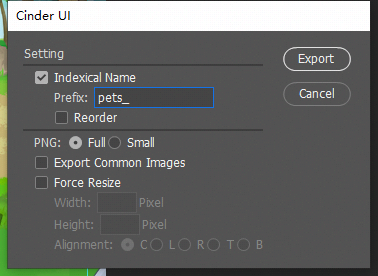 Cinder UI
Setting
Export
Indexical Name
Prefix: pets_
Cancel
Reorder
PNG: Full Small
Export Common Images
Force Resize
Width: Pixel
Height: Pixel
Alignment: C L R T B